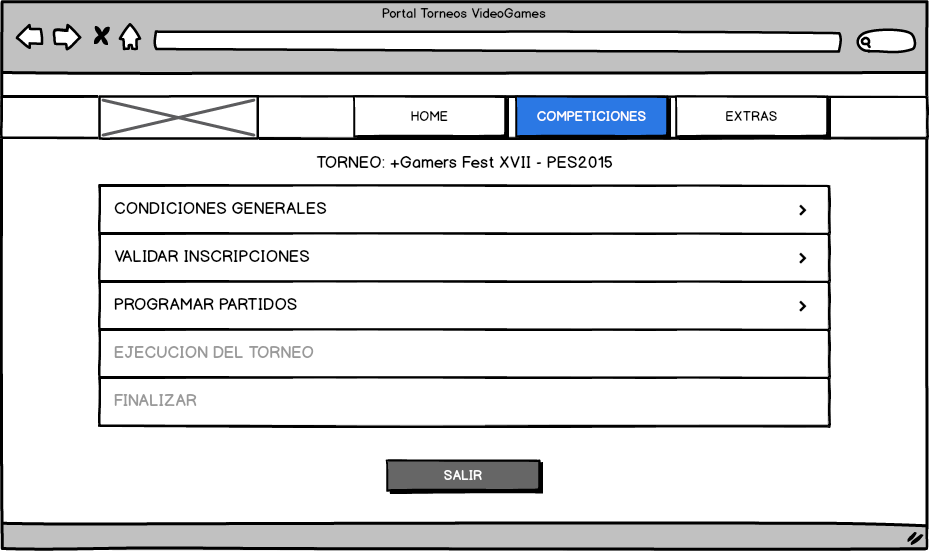 Portal Torneos VideoGames
HOME
COMPETICIONES
EXTRAS
TORNEO: +Gamers Fest XVII - PES2015
CONDICIONES GENERALES
VALIDAR INSCRIPCIONES
PROGRAMAR PARTIDOS
EJECUCION DEL TORNEO
FINALIZAR
SALIR